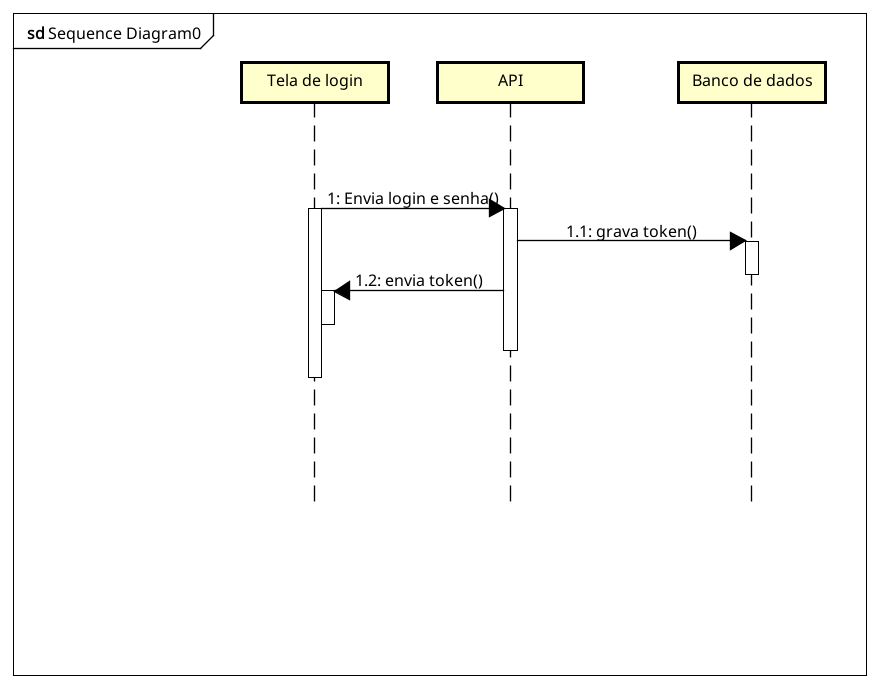 sd Sequence Diagram0
Tela de login
API
Banco de dados
1: Envia login e senha()
1.1: grava token()
1.2: envia token()